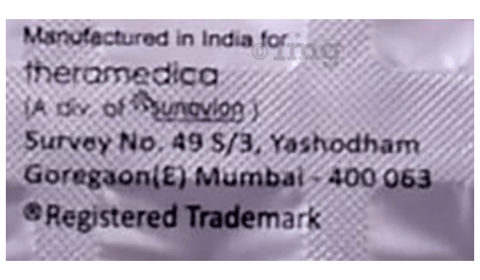 Manufactured in India for
theramedica
(A div. of sunovion)
Survey No. 49 S/3, Yashodham
Goregaon(E) Mumbai - 400 063
®Registered Trademark